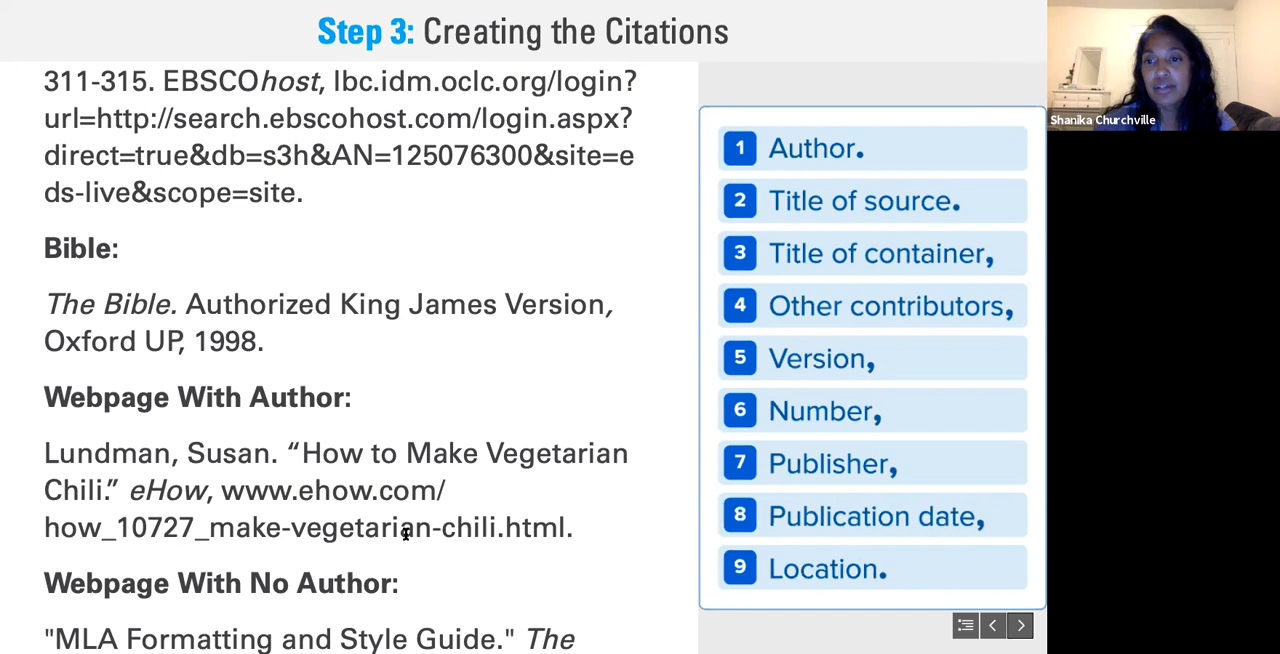 Step 3: Creating the Citations
311-315. EBSCOhost, lbc.idm.oclc.org/login?
url=http://search.ebscohost.com/login.aspx?
direct=true&db=s3h&AN=125076300&site=e
ds-live&scope=site.
Bible:
The Bible. Authorized King James Version,
Oxford UP, 1998.
Webpage With Author:
Lundman, Susan. “How to Make Vegetarian
Chili.” eHow, www.ehow.com/
how_10727_make-vegetarian-chili.html.
Webpage With No Author:
"MLA Formatting and Style Guide." The
1 Author.
2 Title of source.
3 Title of container,
4 Other contributors,
5 Version,
6 Number,
7 Publisher,
8 Publication date,
9 Location.
Shanika Churchville